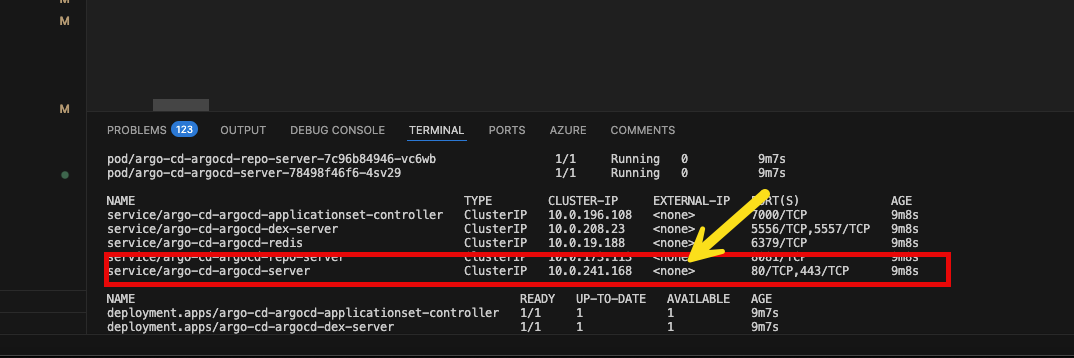 M
M
M
PROBLEMS 123 OUTPUT DEBUG CONSOLE TERMINAL PORTS AZURE COMMENTS
pod/argo-cd-argocd-repo-server-7c96b84946-vc6wb 1/1 Running 0 9m7s
pod/argo-cd-argocd-server-78498f46f6-4sv29 1/1 Running 0 9m7s
NAME TYPE CLUSTER-IP EXTERNAL-IP PORT(S) AGE
service/argo-cd-argocd-applicationset-controller ClusterIP 10.0.196.108 <none> 7000/TCP 9m8s
service/argo-cd-argocd-dex-server ClusterIP 10.0.208.23 <none> 5556/TCP,5557/TCP 9m8s
service/argo-cd-argocd-redis ClusterIP 10.0.19.188 <none> 6379/TCP 9m8s
service/argo-cd-argocd-repo-server ClusterIP 10.0.173.113 <none> 8081/TCP 9m8s
service/argo-cd-argocd-server ClusterIP 10.0.241.168 <none> 80/TCP,443/TCP 9m8s
NAME READY UP-TO-DATE AVAILABLE AGE
deployment.apps/argo-cd-argocd-applicationset-controller 1/1 1 1 9m7s
deployment.apps/argo-cd-argocd-dex-server 1/1 1 1 9m7s